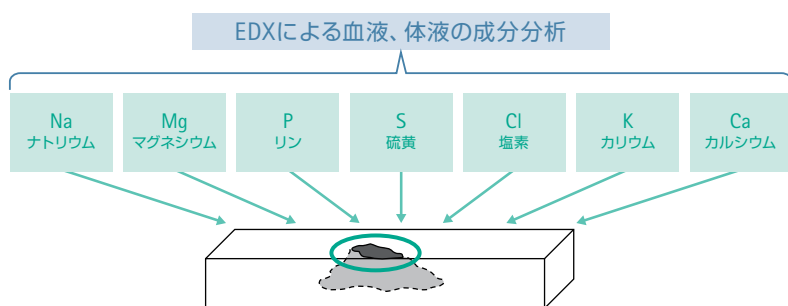 EDXによる血液、体液の成分分析
Na
ナトリウム
Mg
マグネシウム
P
リン
S
硫黄
Cl
塩素
K
カリウム
Ca
カルシウム